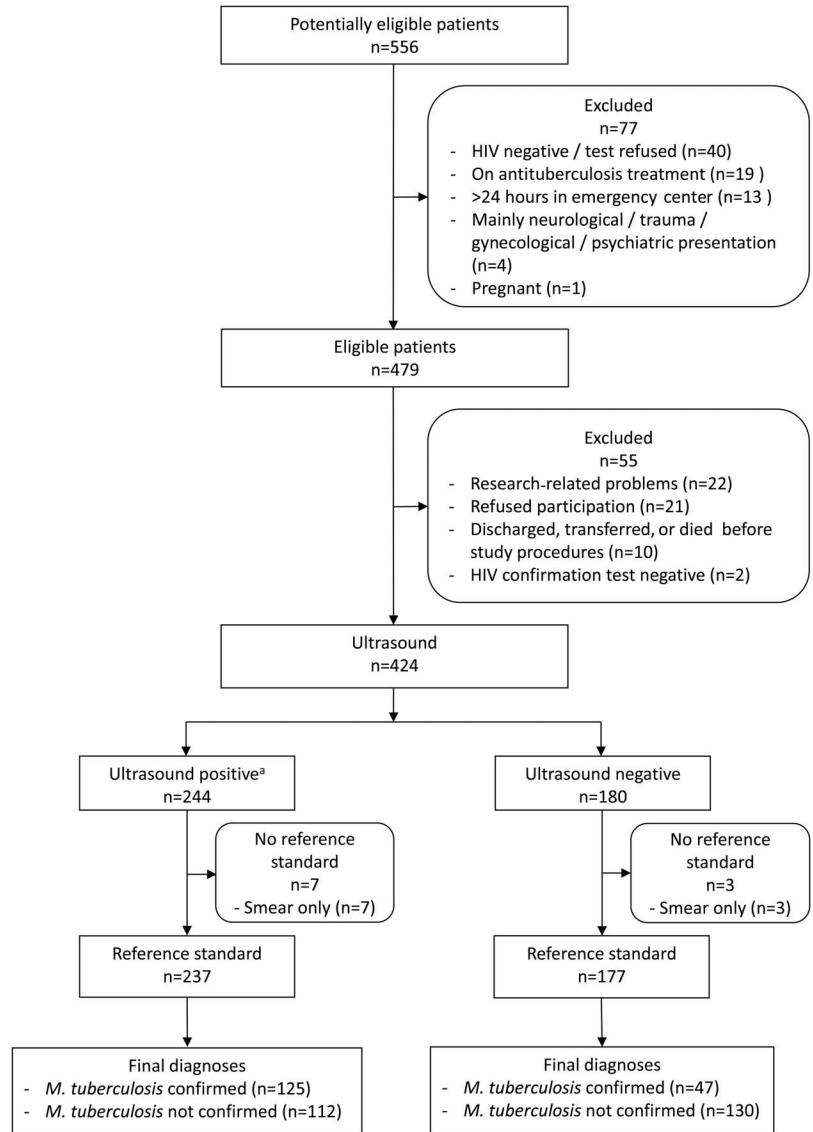 Potentially eligible patients
n=556
Excluded
n=77
- HIV negative / test refused (n=40)
- On antituberculosis treatment (n=19 )
- >24 hours in emergency center (n=13 )
- Mainly neurological / trauma /
gynecological / psychiatric presentation
(n=4)
- Pregnant (n=1)
Eligible patients
n=479
Excluded
n=55
- Research-related problems (n=22)
- Refused participation (n=21)
- Discharged, transferred, or died before
study procedures (n=10)
- HIV confirmation test negative (n=2)
Ultrasound
n=424
Ultrasound positiveᵃ
n=244
No reference
standard
n=7
- Smear only (n=7)
Reference standard
n=237
Final diagnoses
- M. tuberculosis confirmed (n=125)
- M. tuberculosis not confirmed (n=112)
Ultrasound negative
n=180
No reference
standard
n=3
- Smear only (n=3)
Reference standard
n=177
Final diagnoses
- M. tuberculosis confirmed (n=47)
- M. tuberculosis not confirmed (n=130)